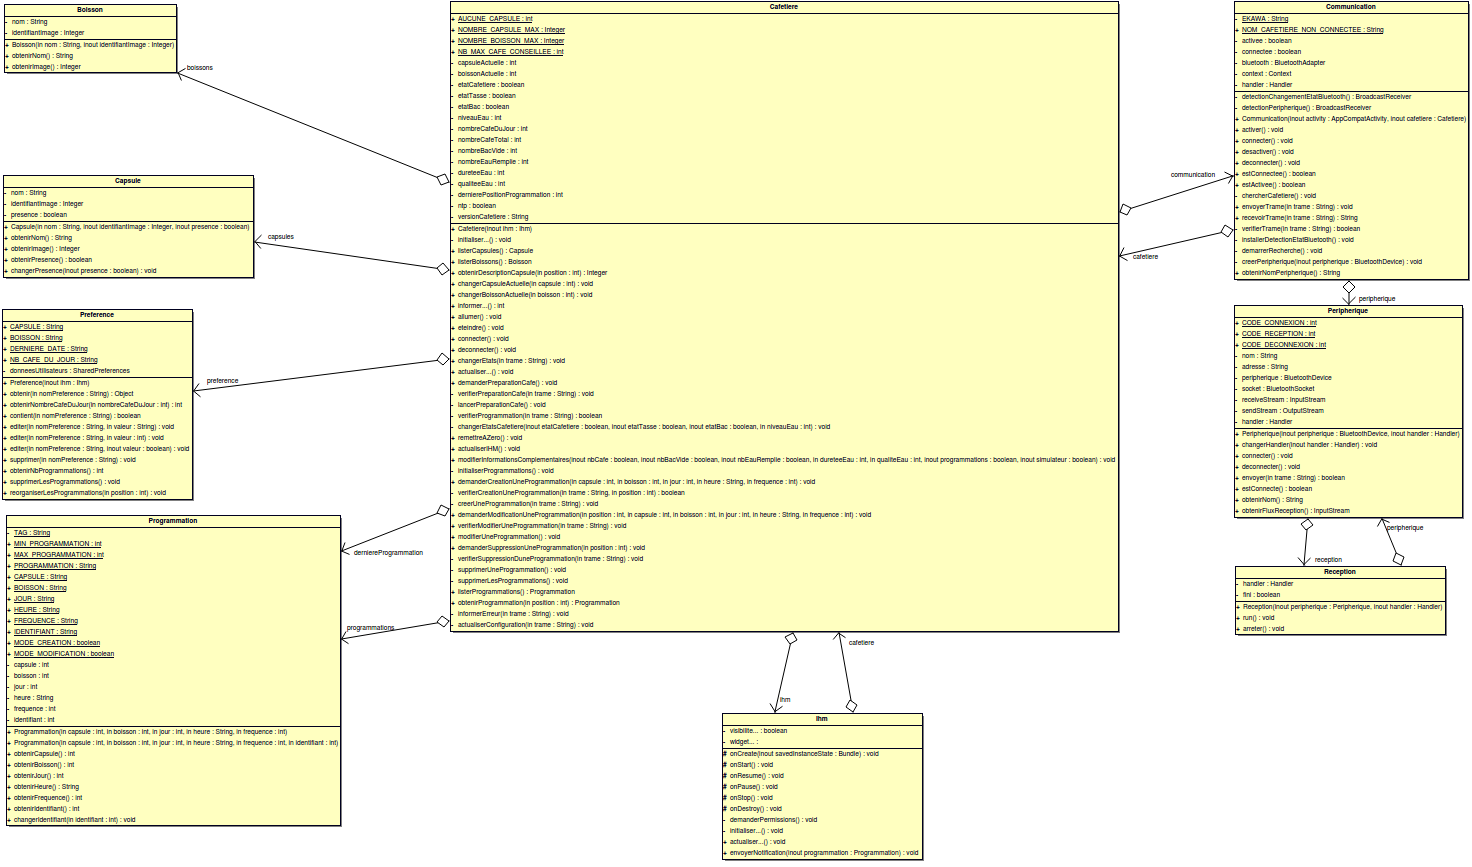 Boisson
- nom : String
- identifiantImage : Integer
+ Boisson(in nom : String, inout identifiantImage : Integer)
+ obtenirNom() : String
+ obtenirImage() : Integer
boissons
Capsule
- nom : String
- identifiantImage : Integer
- presence : boolean
+ Capsule(in nom : String, inout identifiantImage : Integer, inout presence : boolean)
+ obtenirNom() : String
+ obtenirImage() : Integer
+ obtenirPresence() : boolean
+ changerPresence(inout presence : boolean) : void
capsules
Preference
+ CAPSULE : String
+ BOISSON : String
+ DERNIERE : String
+ NB_CAFE_DU_JOUR : String
- donneesUtilisateurs : SharedPreferences
+ Preference(inout ihm : Ihm)
+ obtenir(in nomPreference : String) : Object
+ obtenirNombreCafeDuJour(in nombreCafeDuJour : int) : int
+ contient(in nomPreference : String) : boolean
+ editer(in nomPreference : String, in valeur : String) : void
+ editer(in nomPreference : String, in valeur : int) : void
+ editer(in nomPreference : String, inout valeur : boolean) : void
+ supprimer(in nomPreference : String) : void
+ obtenirNbProgrammations() : int
+ supprimerLesProgrammations() : void
+ reorganiserLesProgrammations(in position : int) : void
preference
Programmation
- TAG : String
+ MIN_PROGRAMMATION : int
+ MAX_PROGRAMMATION : int
+ PROGRAMMATION : String
+ CAPSULE : String
+ BOISSON : String
+ JOUR : String
+ HEURE : String
+ FREQUENCE : String
+ IDENTIFIANT : String
+ MODE_CREATION : boolean
+ MODE_MODIFICATION : boolean
- capsule : int
- boisson : int
- jour : int
- heure : String
- frequence : int
- identifiant : int
+ Programmation(in capsule : int, in boisson : int, in jour : int, in heure : String, in frequence : int)
+ Programmation(in capsule : int, in boisson : int, in jour : int, in heure : String, in frequence : int, in identifiant : int)
+ obtenirCapsule() : int
+ obtenirBoisson() : int
+ obtenirJour() : int
+ obtenirHeure() : String
+ obtenirFrequence() : int
+ obtenirIdentifiant() : int
+ changerIdentifiant(in identifiant : int) : void
derniereProgrammation
programmations
Cafetiere
+ AUCUNE_CAPSULE : int
+ NOMBRE_CAPSULE_MAX : Integer
+ NOMBRE_BOISSON_MAX : Integer
+ NB_MAX_CAFE_CONSEILLEE : int
- capsuleActuelle : int
- boissonActuelle : int
- etatCafetiere : boolean
- etatTasse : boolean
- etatBac : boolean
- niveauEau : int
- nombreCafeDuJour : int
- nombreCafeTotal : int
- nombreBacVide : int
- nombreEauRemplie : int
- dureteeEau : int
- qualiteeEau : int
- dernierePositionProgrammation : int
- ntp : boolean
- versionCafetiere : String
+ Cafetiere(inout ihm : Ihm)
- initialiser...() : void
+ listerCapsules() : Capsule
+ listerBoissons() : Boisson
+ obtenirDescriptionCapsule(in position : int) : Integer
+ changerCapsuleActuelle(in capsule : int) : void
+ changerBoissonActuelle(in boisson : int) : void
+ informer...() : int
+ allumer() : void
+ eteindre() : void
+ connecter() : void
+ deconnecter() : void
+ changerEtats(in trame : String) : void
+ actualiser...() : void
+ demanderPreparationCafe() : void
+ verifierPreparationCafe(in trame : String) : void
- lancerPreparationCafe() : void
+ verifierProgrammation(in trame : String) : boolean
- changerEtatsCafetiere(inout etatCafetiere : boolean, inout etatTasse : boolean, inout etatBac : boolean, in niveauEau : int) : void
+ remettreAZero() : void
+ actualiserIHM() : void
+ modifierInformationsComplementaires(inout nbCafe : boolean, inout nbBacVide : boolean, inout nbEauRemplie : boolean, in dureteeEau : int, in qualiteEau : int, inout programmations : boolean, inout simulateur : boolean) : void
- initialiserProgrammations() : void
+ demanderCreationUneProgrammation(in capsule : int, in boisson : int, in jour : int, in heure : String, in frequence : int) : void
- verifierCreationUneProgrammation(in trame : String, in position : int) : boolean
- creerUneProgrammation(in trame : String) : void
+ demanderModificationUneProgrammation(in position : int, in capsule : int, in boisson : int, in jour : int, in heure : String, in frequence : int) : void
+ verifierModifierUneProgrammation(in trame : String) : void
- modifierUneProgrammation() : void
+ demanderSuppressionUneProgrammation(in position : int) : void
- verifierSuppressionDuneProgrammation(in trame : String) : void
- supprimerUneProgrammation() : void
+ supprimerLesProgrammations() : void
+ listerProgrammations() : Programmation
+ obtenirProgrammation(in position : int) : Programmation
- informerErreur(in trame : String) : void
+ actualiserConfiguration(in trame : String) : void
communication
cafetiere
Communication
- EKAWA : String
+ NOM_CAFETIERE_NON_CONNECTEE : String
- activee : boolean
- connectee : boolean
- bluetooth : BluetoothAdapter
- context : Context
- handler : Handler
- detectionChangementEtatBluetooth() : BroadcastReceiver
- detectionPeripherique() : BroadcastReceiver
+ Communication(inout activity : AppCompatActivity, inout cafetiere : Cafetiere)
+ activer() : void
+ connecter() : void
+ desactiver() : void
+ deconnecter() : void
+ estConnectee() : boolean
+ estActivee() : boolean
- chercherCafetiere() : void
+ envoyerTrame(in trame : String) : void
+ recevoirTrame(in trame : String) : String
- verifierTrame(in trame : String) : boolean
- installerDetectionEtatBluetooth() : void
- demarrerRecherche() : void
- creerPeripherique(inout peripherique : BluetoothDevice) : void
+ obtenirNomPeripherique() : String
peripherique
Peripherique
+ CODE_CONNEXION : int
+ CODE_RECEPTION : int
+ CODE_DECONNEXION : int
- nom : String
- adresse : String
- peripherique : BluetoothDevice
- socket : BluetoothSocket
- receiveStream : InputStream
- sendStream : OutputStream
- handler : Handler
+ Peripherique(inout peripherique : BluetoothDevice, inout handler : Handler)
+ changerHandler(inout handler : Handler) : void
+ connecter() : void
+ deconnecter() : void
+ envoyer(in trame : String) : boolean
+ estConnecte() : boolean
+ obtenirNom() : String
+ obtenirFluxReception() : InputStream
peripherique
reception
Reception
- handler : Handler
- fini : boolean
+ Reception(inout peripherique : Peripherique, inout handler : Handler)
+ run() : void
+ arreter() : void
cafetiere
ihm
Ihm
- visibilite... : boolean
- widget... :
# onCreate(inout savedInstanceState : Bundle) : void
# onStart() : void
# onResume() : void
# onPause() : void
# onStop() : void
# onDestroy() : void
- demanderPermissions() : void
- initialiser...() : void
+ actualiser...() : void
+ envoyerNotification(inout programmation : Programmation) : void